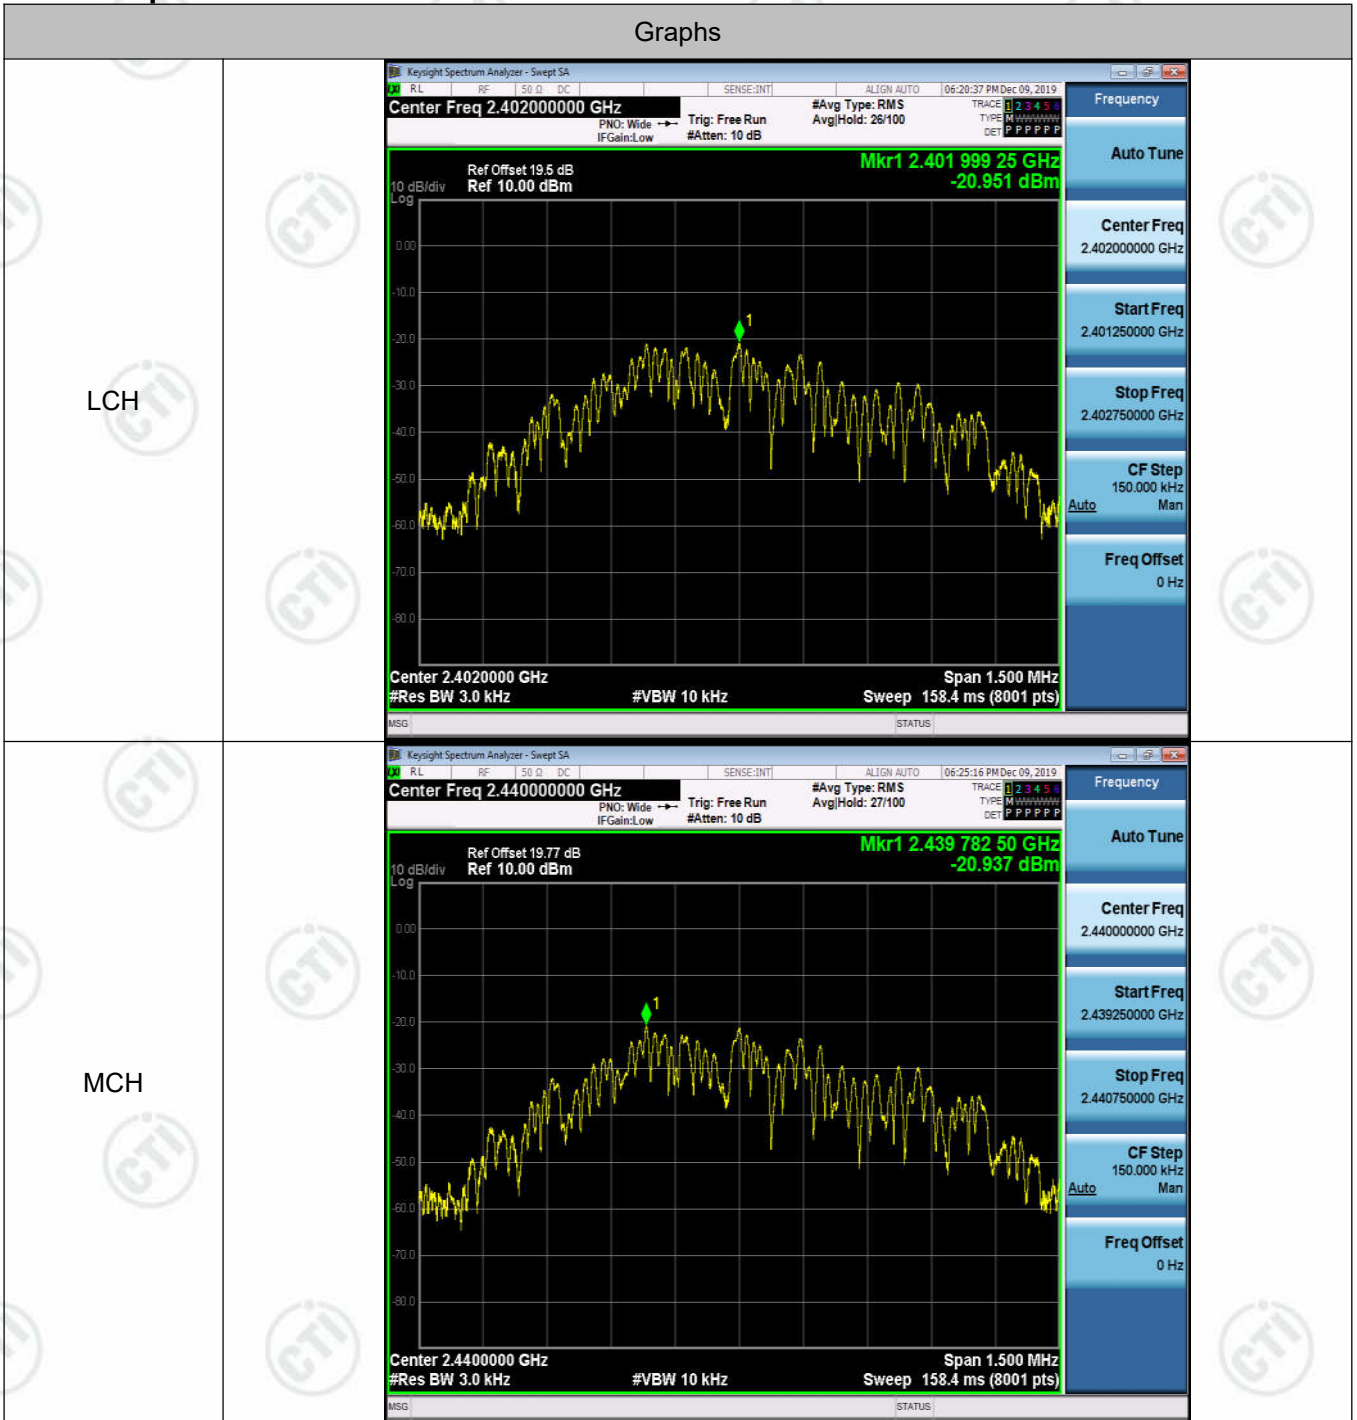 Graphs
LCH
Keysight Spectrum Analyzer - Swept SA
RL RF 50 Ω DC SENSE:INT ALIGN AUTO 06:20:37 PM Dec 09, 2019
Center Freq 2.402000000 GHz
PNO: Wide
IFGain:Low
Trig: Free Run
#Atten: 10 dB
#Avg Type: RMS
Avg|Hold: 26/100
TRACE 1 2 3 4 5 6
TYPE M WWWWW
DET P P P P P P
Mkr1 2.401 999 25 GHz
-20.951 dBm
Ref Offset 19.5 dB
10 dB/div Ref 10.00 dBm
Log
0.00
-10.0
-20.0
-30.0
-40.0
-50.0
-60.0
-70.0
-80.0
1
Center 2.4020000 GHz Span 1.500 MHz
#Res BW 3.0 kHz #VBW 10 kHz Sweep 158.4 ms (8001 pts)
MSG STATUS
Frequency
Auto Tune
Center Freq
2.402000000 GHz
Start Freq
2.401250000 GHz
Stop Freq
2.402750000 GHz
CF Step
150.000 kHz
Auto Man
Freq Offset
0 Hz
MCH
Keysight Spectrum Analyzer - Swept SA
RL RF 50 Ω DC SENSE:INT ALIGN AUTO 06:25:16 PM Dec 09, 2019
Center Freq 2.440000000 GHz
PNO: Wide
IFGain:Low
Trig: Free Run
#Atten: 10 dB
#Avg Type: RMS
Avg|Hold: 27/100
TRACE 1 2 3 4 5 6
TYPE M WWWWW
DET P P P P P P
Mkr1 2.439 782 50 GHz
-20.937 dBm
Ref Offset 19.77 dB
10 dB/div Ref 10.00 dBm
Log
0.00
-10.0
-20.0
-30.0
-40.0
-50.0
-60.0
-70.0
-80.0
1
Center 2.4400000 GHz Span 1.500 MHz
#Res BW 3.0 kHz #VBW 10 kHz Sweep 158.4 ms (8001 pts)
MSG STATUS
Frequency
Auto Tune
Center Freq
2.440000000 GHz
Start Freq
2.439250000 GHz
Stop Freq
2.440750000 GHz
CF Step
150.000 kHz
Auto Man
Freq Offset
0 Hz
CTI